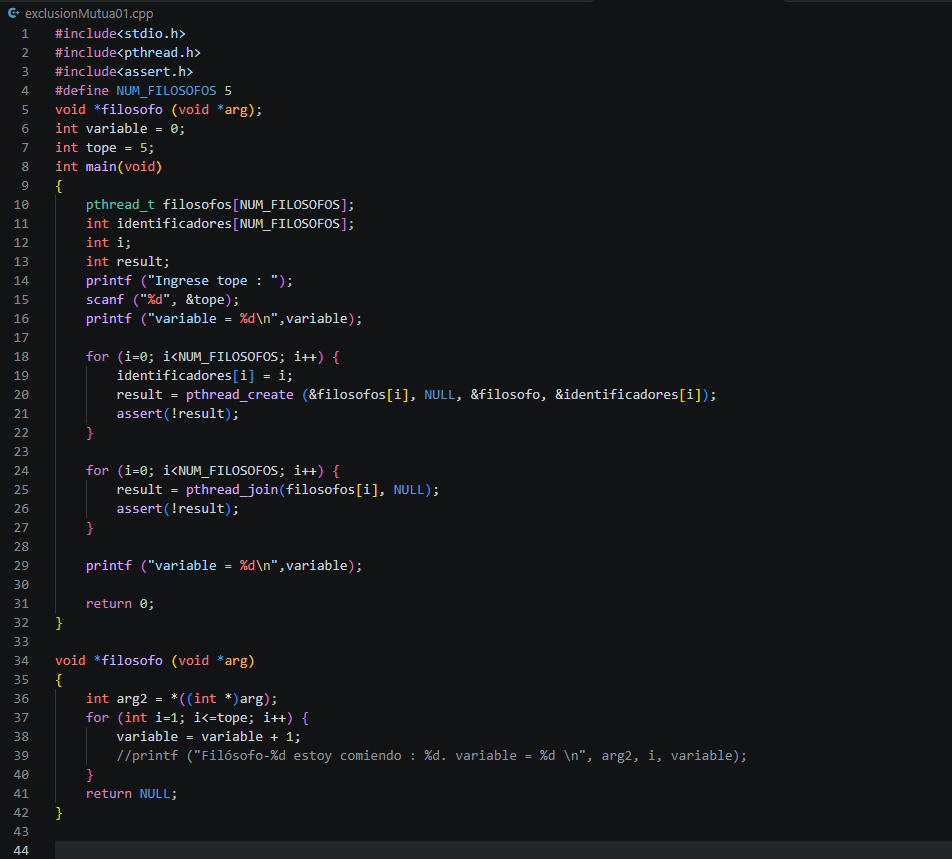 exclusionMutua01.cpp
1 #include<stdio.h>
2 #include<pthread.h>
3 #include<assert.h>
4 #define NUM_FILOSOFOS 5
5 void *filosofo (void *arg);
6 int variable = 0;
7 int tope = 5;
8 int main(void)
9 {
10     pthread_t filosofos[NUM_FILOSOFOS];
11     int identificadores[NUM_FILOSOFOS];
12     int i;
13     int result;
14     printf ("Ingrese tope : ");
15     scanf ("%d", &tope);
16     printf ("variable = %d\n",variable);
17
18     for (i=0; i<NUM_FILOSOFOS; i++) {
19         identificadores[i] = i;
20         result = pthread_create (&filosofos[i], NULL, &filosofo, &identificadores[i]);
21         assert(!result);
22     }
23
24     for (i=0; i<NUM_FILOSOFOS; i++) {
25         result = pthread_join(filosofos[i], NULL);
26         assert(!result);
27     }
28
29     printf ("variable = %d\n",variable);
30
31     return 0;
32 }
33
34 void *filosofo (void *arg)
35 {
36     int arg2 = *((int *)arg);
37     for (int i=1; i<=tope; i++) {
38         variable = variable + 1;
39         //printf ("Filósofo-%d estoy comiendo : %d. variable = %d \n", arg2, i, variable);
40     }
41     return NULL;
42 }
43
44